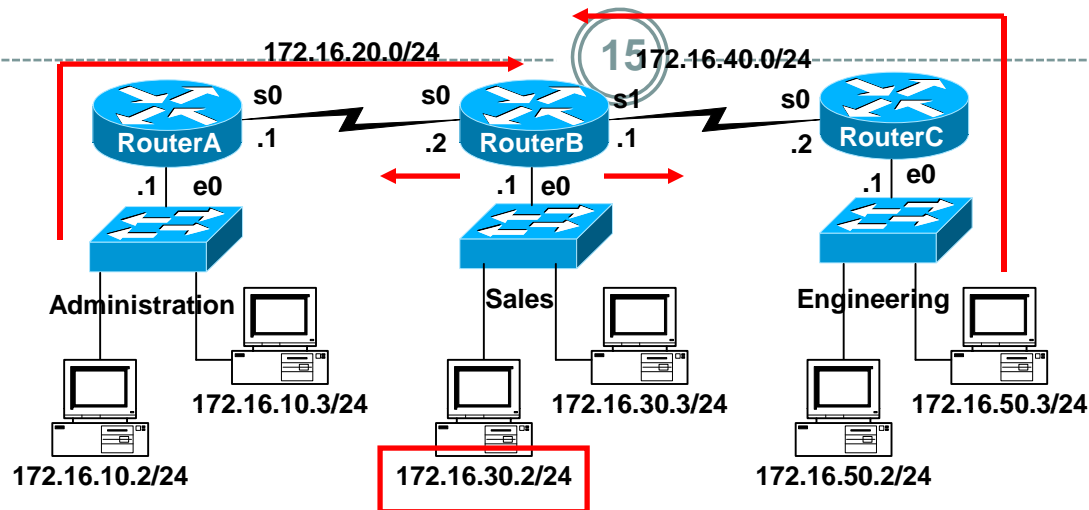 172.16.20.0/24
15
172.16.40.0/24
s0
s0
s1
s0
RouterA
.1
.2
RouterB
.1
.2
RouterC
.1
e0
.1
e0
.1
e0
Administration
Sales
Engineering
172.16.10.3/24
172.16.30.3/24
172.16.50.3/24
172.16.10.2/24
172.16.30.2/24
172.16.50.2/24